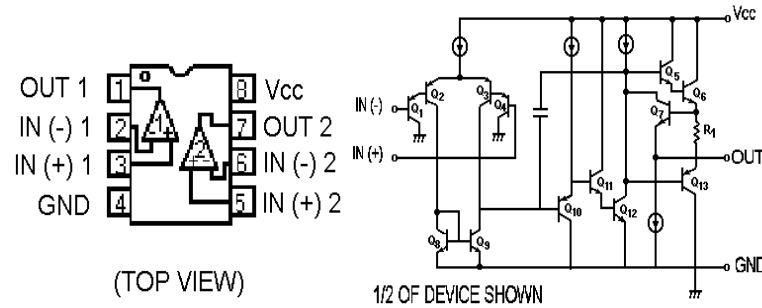 OUT 1
IN (-) 1
IN (+) 1
GND
1
2
3
4
8
7
6
5
Vcc
OUT 2
IN (-) 2
IN (+) 2
1
2
(TOP VIEW)
Vcc
IN (-)
IN (+)
Q1
Q2
Q3
Q4
Q5
Q6
Q7
R1
OUT
Q8
Q9
Q10
Q11
Q12
Q13
GND
1/2 OF DEVICE SHOWN